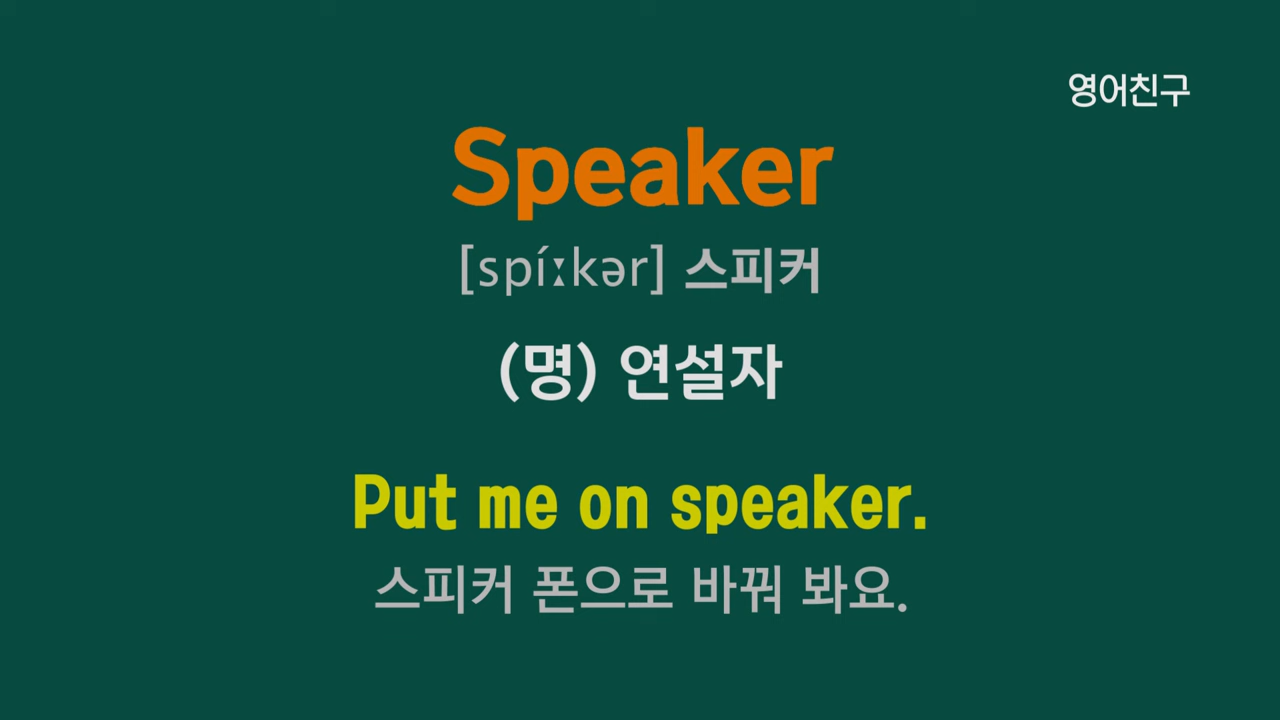 영어친구
Speaker
[spíːkər] 스피커
(명) 연설자
Put me on speaker.
스피커 폰으로 바꿔 봐요.